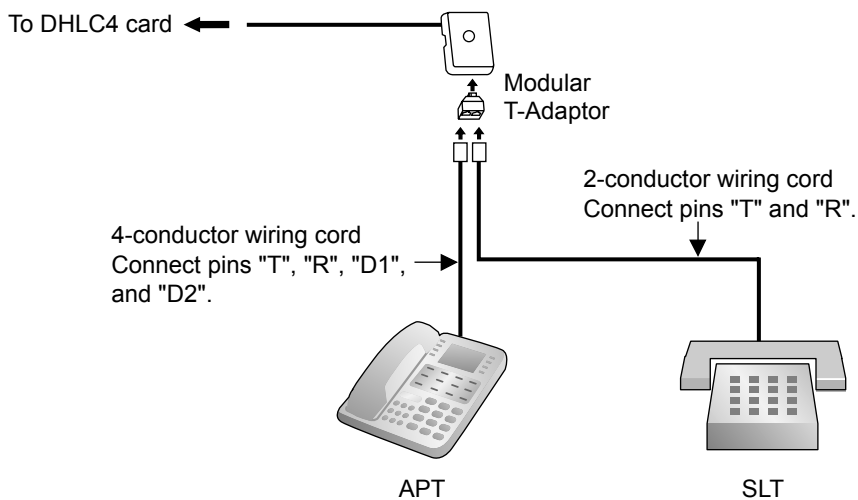 To DHLC4 card
Modular
T-Adaptor
2-conductor wiring cord
Connect pins "T" and "R".
4-conductor wiring cord
Connect pins "T", "R", "D1",
and "D2".
APT
SLT